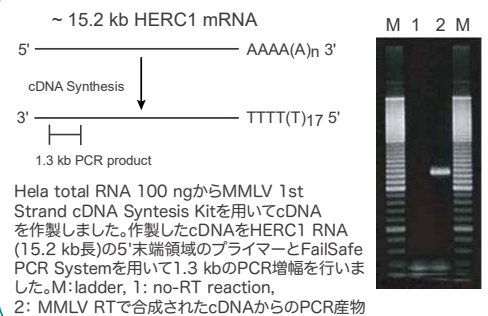 ~ 15.2 kb HERC1 mRNA
5' AAAA(A)n 3'
cDNA Synthesis
3' TTTT(T)17 5'
1.3 kb PCR product
M 1 2 M
Hela total RNA 100 ngからMMLV 1st
Strand cDNA Syntesis Kitを用いてcDNA
を作製しました。作製したcDNAをHERC1 RNA
(15.2 kb長)の5'末端領域のプライマーとFailSafe
PCR Systemを用いて1.3 kbのPCR増幅を行いま
した。M:ladder, 1: no-RT reaction,
2: MMLV RTで合成されたcDNAからのPCR産物